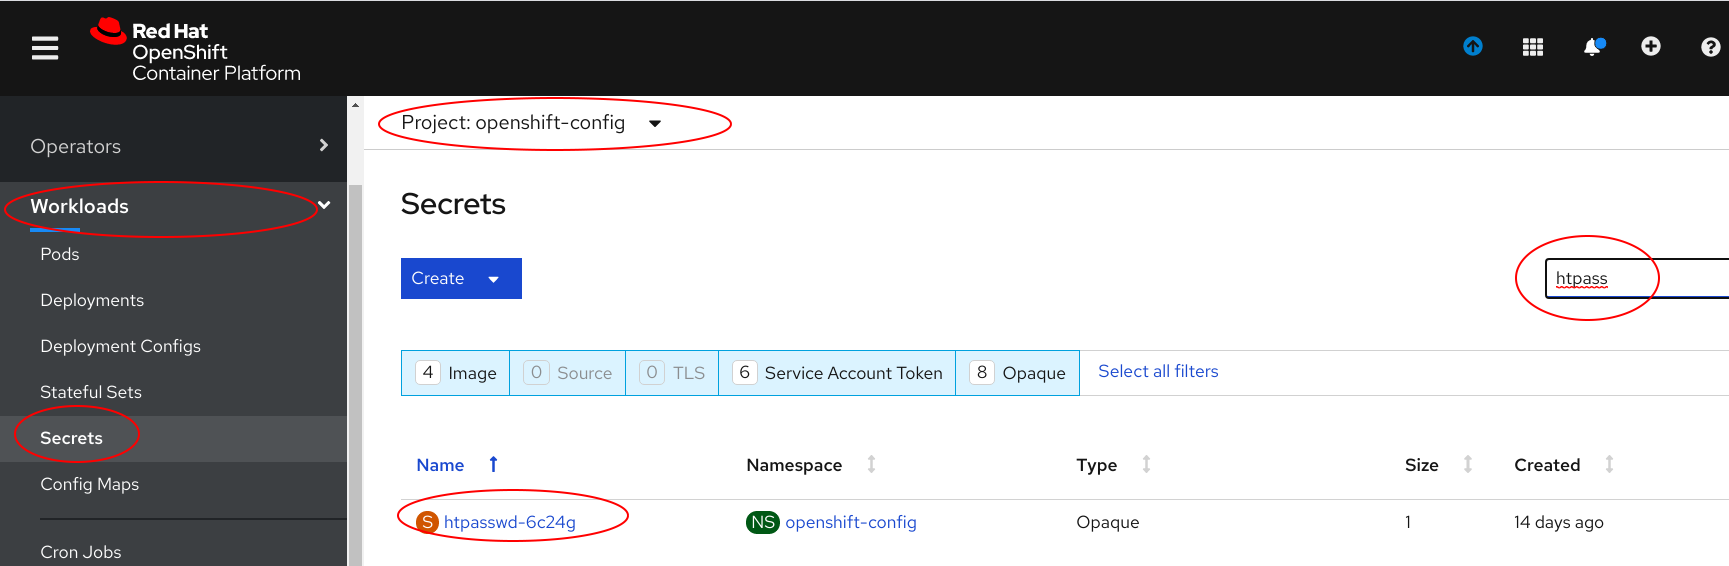 Red Hat
OpenShift
Container Platform
Operators
Workloads
Pods
Deployments
Deployment Configs
Stateful Sets
Secrets
Config Maps
Cron Jobs
Project: openshift-config
Secrets
Create
htpass
4 Image 0 Source 0 TLS 6 Service Account Token 8 Opaque Select all filters
Name Namespace Type Size Created
S htpasswd-6c24g NS openshift-config Opaque 1 14 days ago